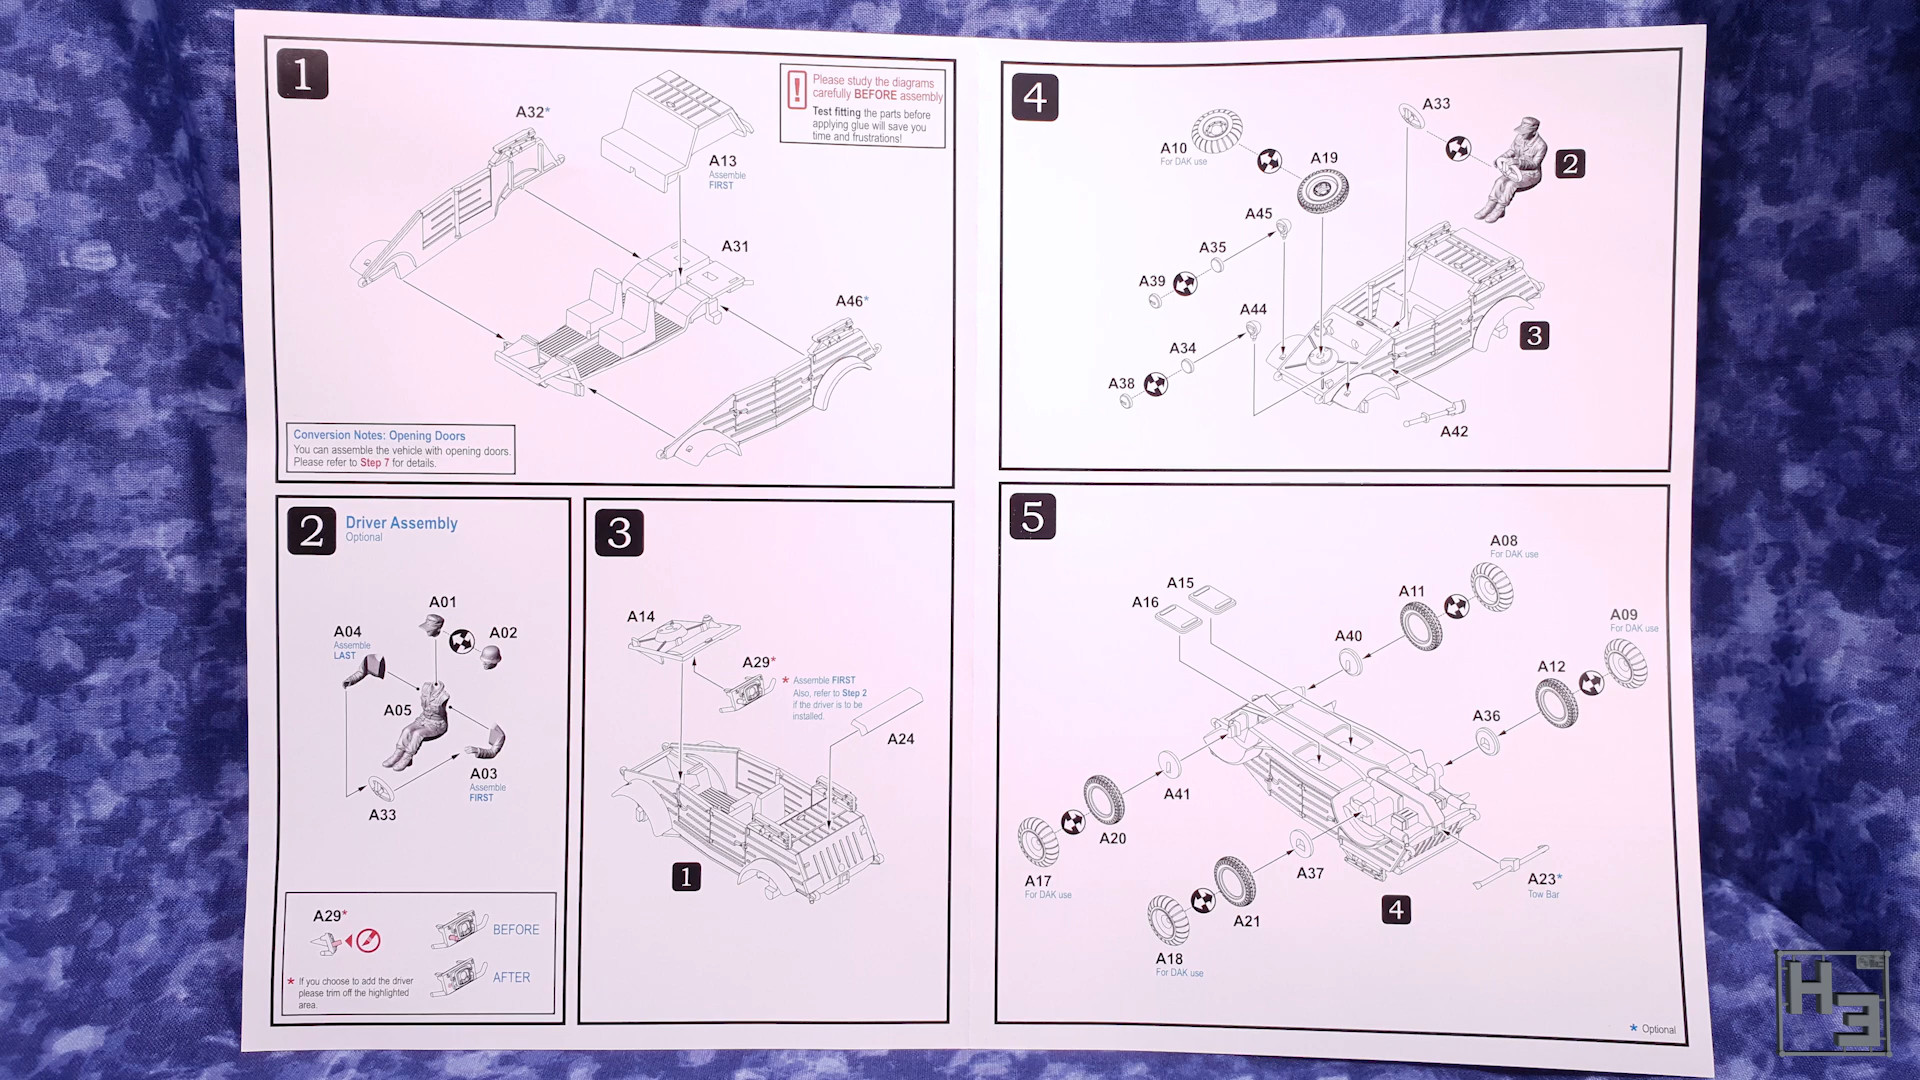 1
Please study the diagrams
carefully BEFORE assembly
Test fitting the parts before
applying glue will save you
time and frustrations!
A32*
A13
Assemble
FIRST
A31
A46*
Conversion Notes: Opening Doors
You can assemble the vehicle with opening doors.
Please refer to Step 7 for details.
2
Driver Assembly
Optional
A01
A02
A04
Assemble
LAST
A05
A03
Assemble
FIRST
A33
A29*
BEFORE
AFTER
* If you choose to add the driver
please trim off the highlighted
area.
3
A14
A29*
* Assemble FIRST
Also, refer to Step 2
if the driver is to be
installed.
A24
1
4
A33
A10
For DAK use
A19
2
A45
A35
A39
A44
3
A34
A38
A42
5
A08
For DAK use
A15
A11
A16
A09
For DAK use
A40
A12
A36
A41
A20
A17
For DAK use
A37
A23*
Tow Bar
A21
4
A18
For DAK use
* Optional
H3